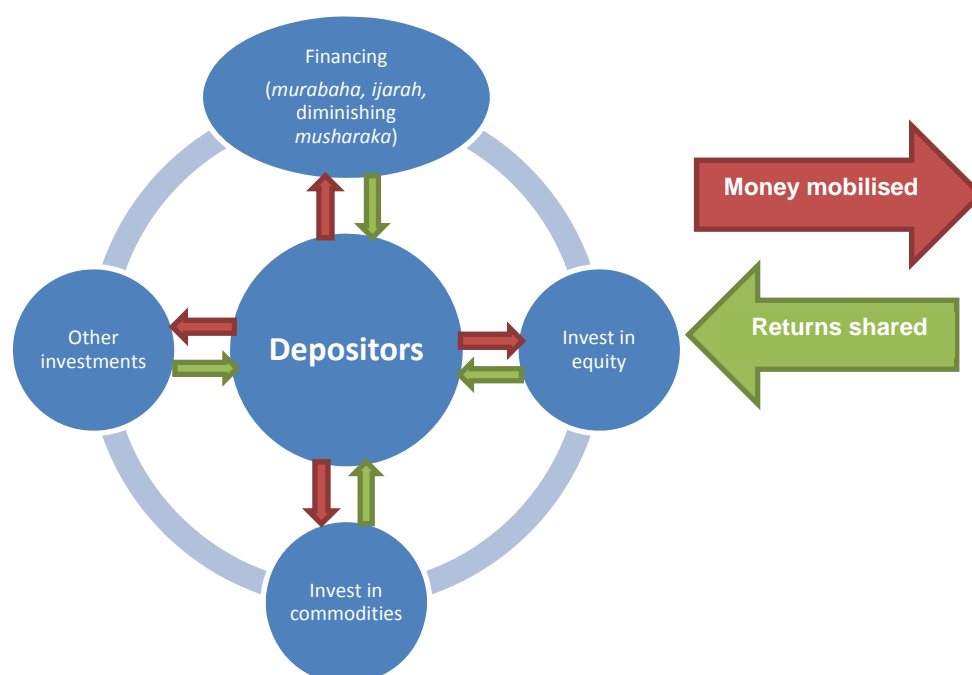 Financing
(murabaha, ijarah,
diminishing
musharaka)
Money mobilised
Other
investments
Depositors
Invest in
equity
Returns shared
Invest in
commodities